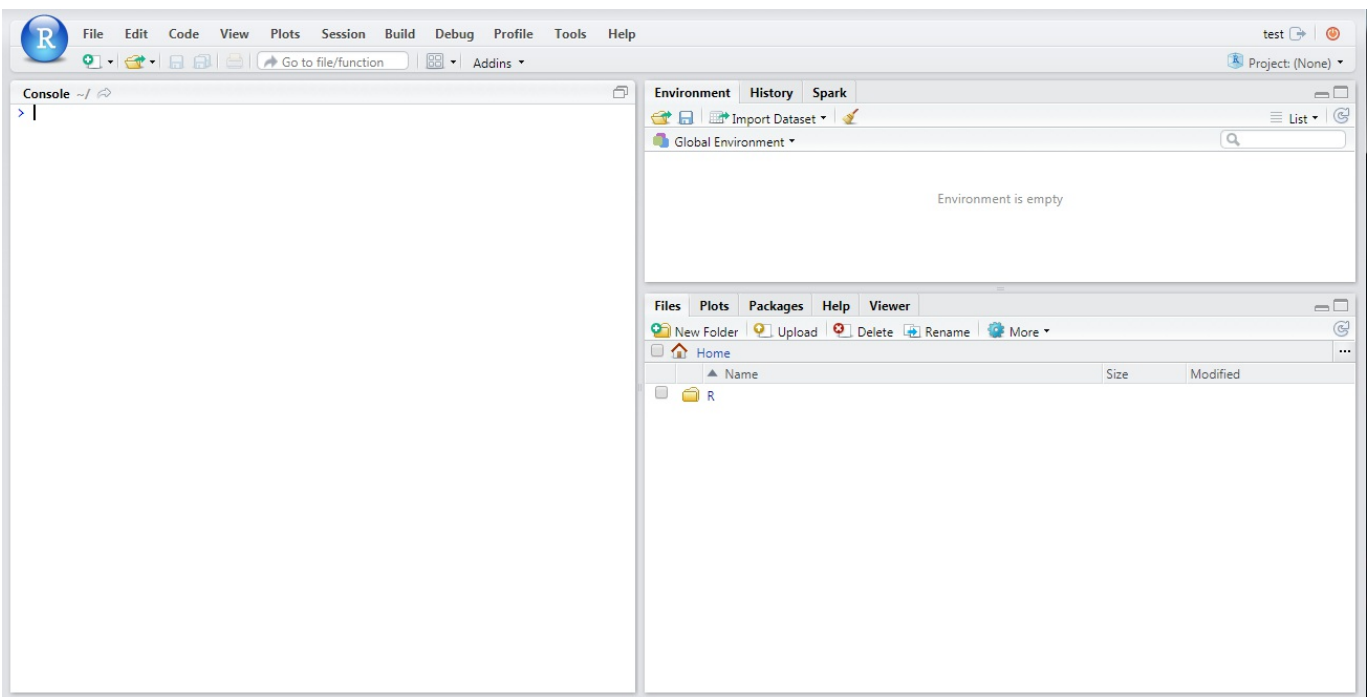 R File Edit Code View Plots Session Build Debug Profile Tools Help test
Go to file/function Addins Project: (None)
Console ~/
>
Environment History Spark
Import Dataset List
Global Environment
Environment is empty
Files Plots Packages Help Viewer
New Folder Upload Delete Rename More
Home ...
Name Size Modified
R